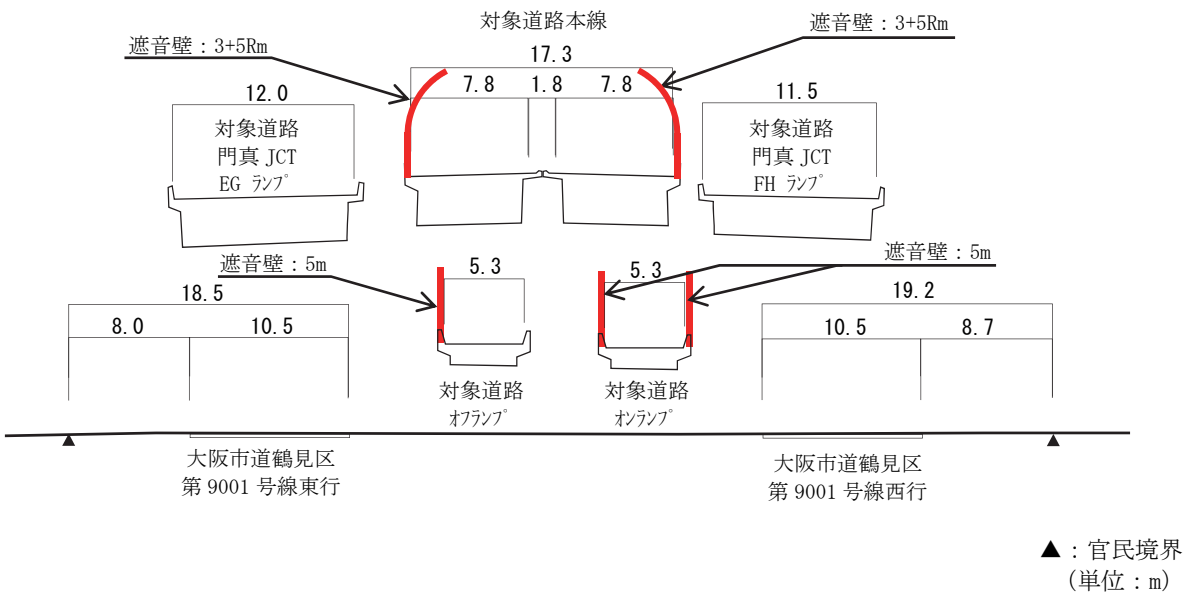 対象道路本線
遮音壁：3+5Rm
遮音壁：3+5Rm
17.3
7.8 1.8 7.8
12.0
11.5
対象道路
門真 JCT
EG ﾗﾝﾌﾟ
対象道路
門真 JCT
FH ﾗﾝﾌﾟ
遮音壁：5m
遮音壁：5m
5.3
5.3
18.5
19.2
8.0 10.5
10.5 8.7
対象道路
ｵﾌﾗﾝﾌﾟ
対象道路
ｵﾝﾗﾝﾌﾟ
大阪市道鶴見区
第 9001 号線東行
大阪市道鶴見区
第 9001 号線西行
▲：官民境界
(単位：m)